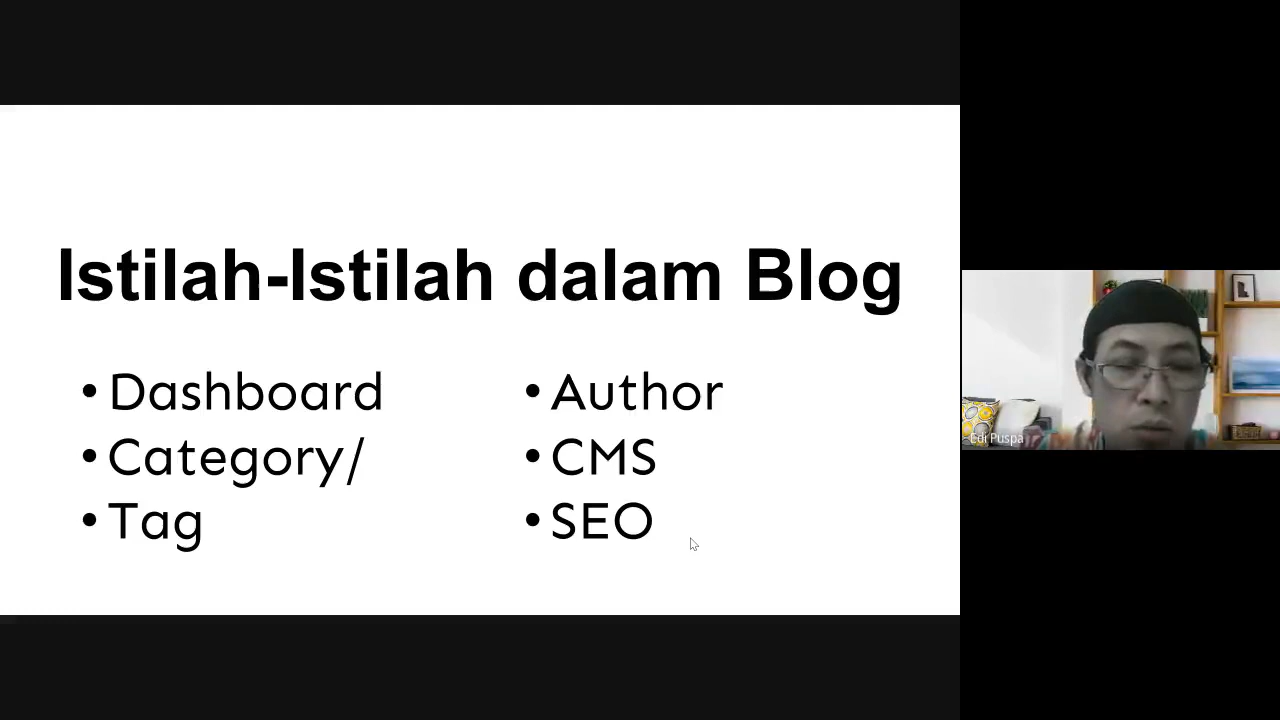 Istilah-Istilah dalam Blog
• Dashboard
• Category/
• Tag
• Author
• CMS
• SEO
Edi Puspa